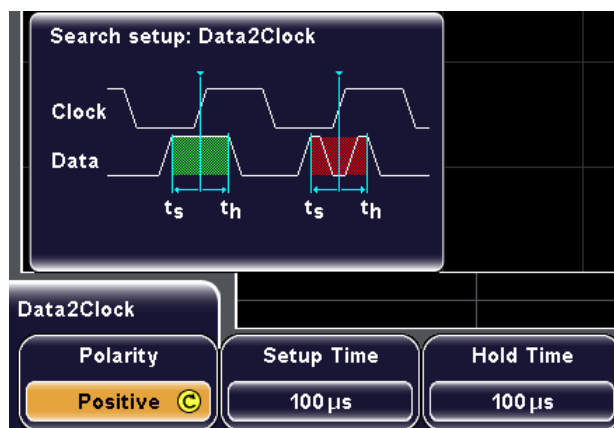 Search setup: Data2Clock
Clock
Data
ts th ts th
Data2Clock
Polarity Setup Time Hold Time
Positive 100 µs 100 µs